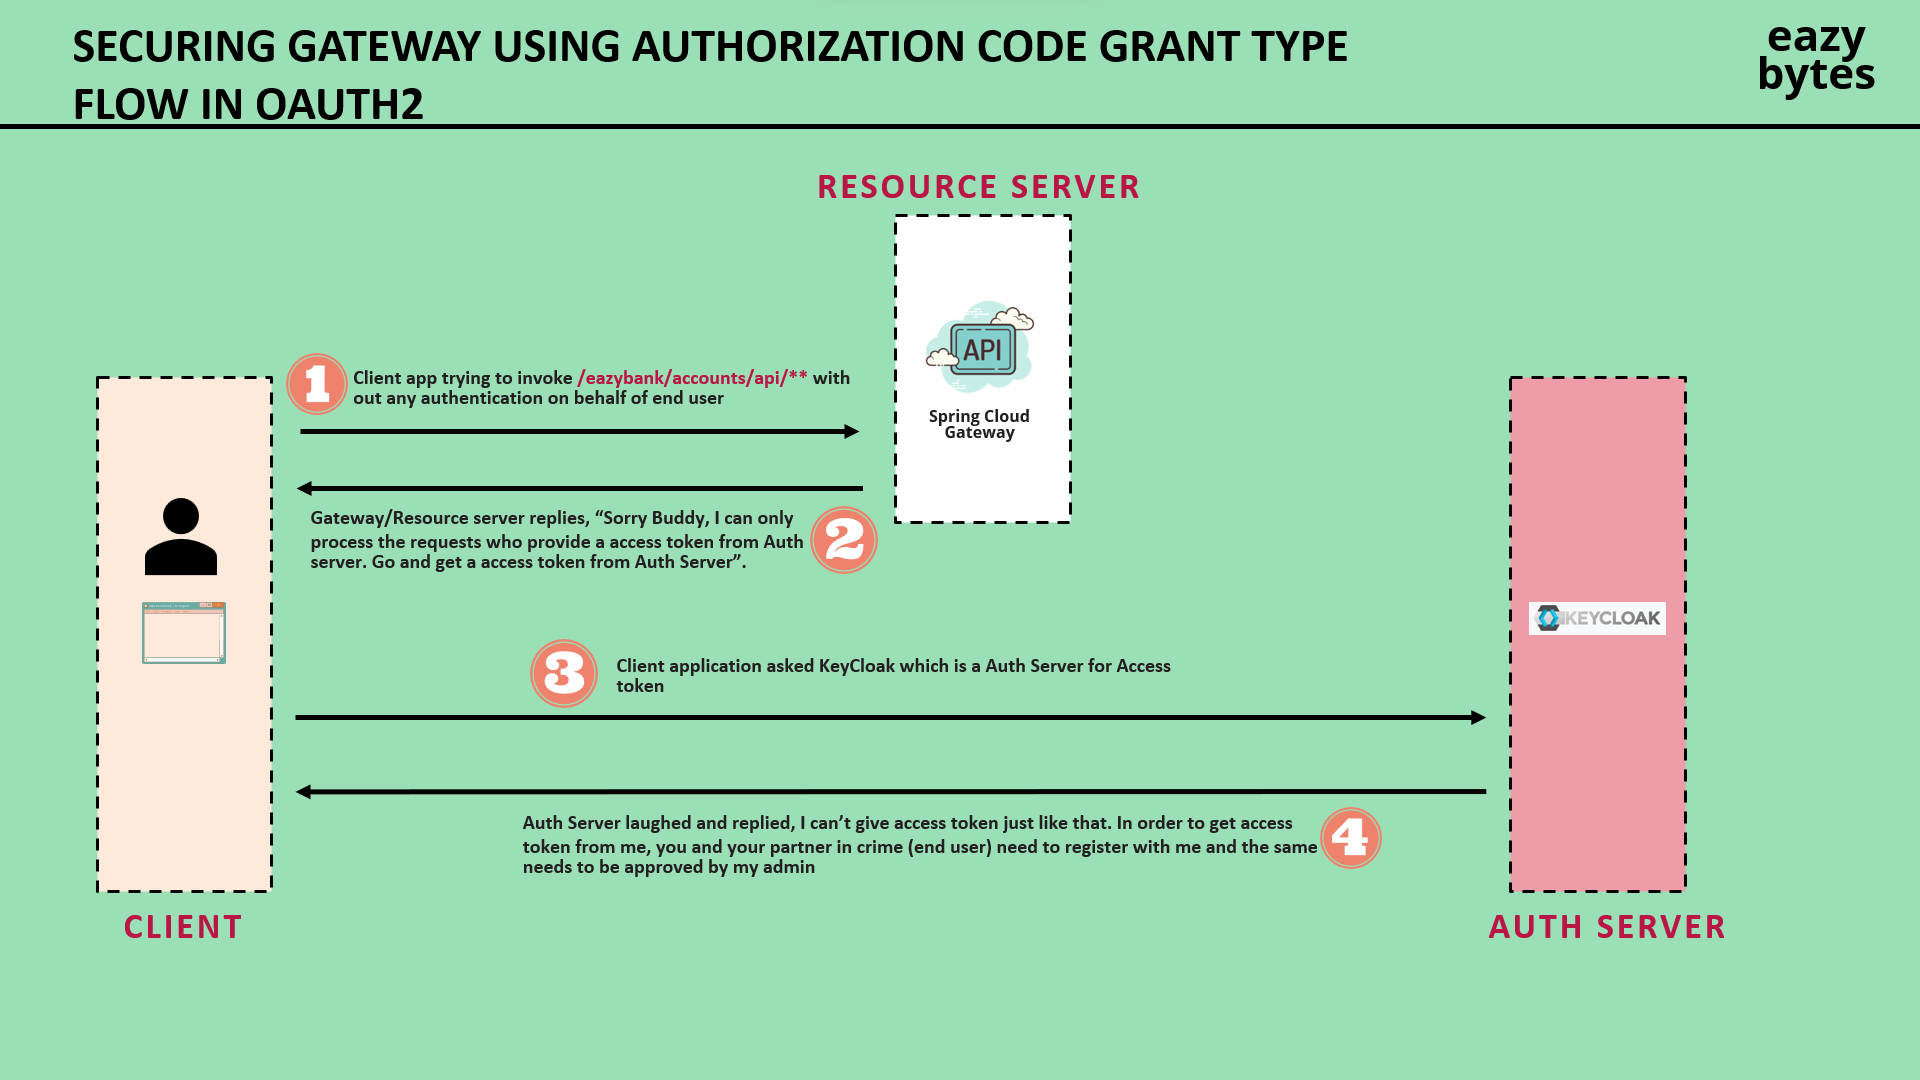 SECURING GATEWAY USING AUTHORIZATION CODE GRANT TYPE
FLOW IN OAUTH2
eazy
bytes
RESOURCE SERVER
API
Spring Cloud
Gateway
1
Client app trying to invoke /eazybank/accounts/api/** with
out any authentication on behalf of end user
Gateway/Resource server replies, “Sorry Buddy, I can only
process the requests who provide a access token from Auth
server. Go and get a access token from Auth Server”.
2
3
Client application asked KeyCloak which is a Auth Server for Access
token
KEYCLOAK
Auth Server laughed and replied, I can’t give access token just like that. In order to get access
token from me, you and your partner in crime (end user) need to register with me and the same
needs to be approved by my admin
4
CLIENT
AUTH SERVER